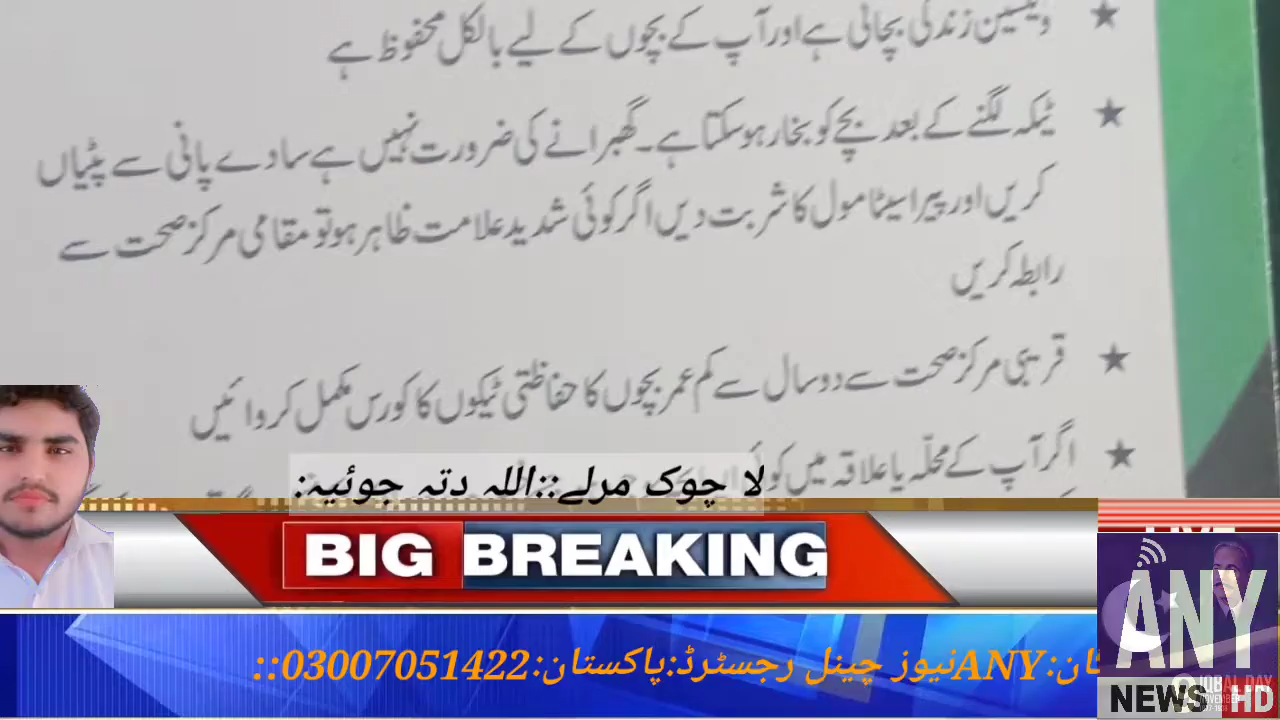 ویکسین زندگی بچاتی ہے اور آپ کے بچوں کے لیے بالکل محفوظ ہے
ٹیکہ لگنے کے بعد بچے کو بخار ہو سکتا ہے۔ گھبرانے کی ضرورت نہیں ہے سادے پانی سے پٹیاں
کریں اور پیراسیٹامول کا شربت دیں اگر کوئی شدید علامت ظاہر ہو تو مقامی مرکز صحت سے
رابطہ کریں
قریبی مرکز صحت سے دو سال سے کم عمر بچوں کا حفاظتی ٹیکوں کا کورس مکمل کروائیں
اگر آپ کے محلّہ یا علاقہ میں
لا چوک مرلے::اللہ دتہ جوئیہ:
BIG BREAKING
ان:ANYنیوز چینل رجسٹرڈ:پاکستان:03007051422::
ANY
IQBAL DAY
NEWS HD